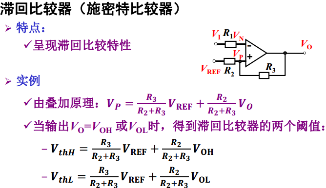 滞回比较器（施密特比较器）
特点：
✓呈现滞回比较特性
V_I R_1 V_N
V_P
V_O
V_REF R_2
R_3
实例
✓由叠加原理：V_P = R_3/(R_2+R_3) V_REF + R_2/(R_2+R_3) V_O
✓当输出V_O=V_OH 或V_OL时，得到滞回比较器的两个阈值：
– V_thH = R_3/(R_2+R_3) V_REF + R_2/(R_2+R_3) V_OH
– V_thL = R_3/(R_2+R_3) V_REF + R_2/(R_2+R_3) V_OL